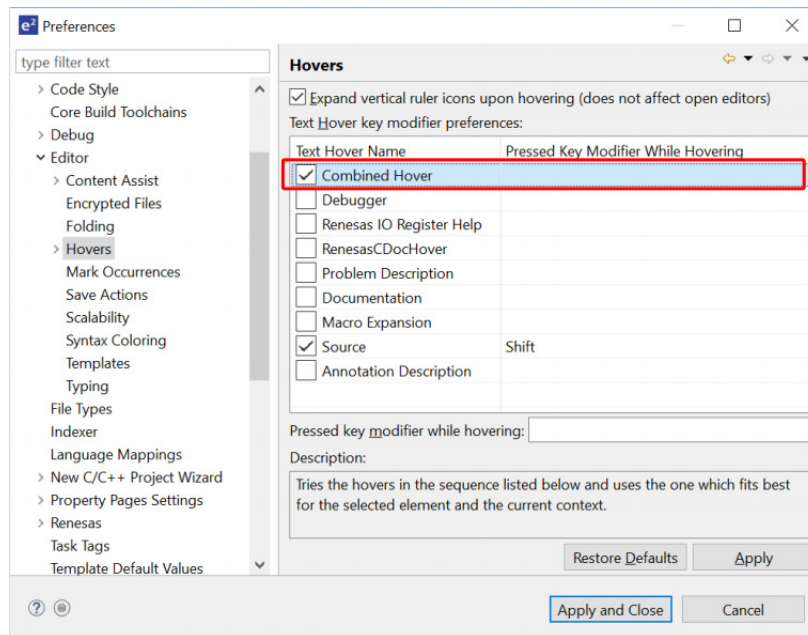 e² Preferences
type filter text
Code Style
Core Build Toolchains
Debug
Editor
Content Assist
Encrypted Files
Folding
Hovers
Mark Occurrences
Save Actions
Scalability
Syntax Coloring
Templates
Typing
File Types
Indexer
Language Mappings
New C/C++ Project Wizard
Property Pages Settings
Renesas
Task Tags
Template Default Values
Hovers
Expand vertical ruler icons upon hovering (does not affect open editors)
Text Hover key modifier preferences:
Text Hover Name Pressed Key Modifier While Hovering
Combined Hover
Debugger
Renesas IO Register Help
RenesasCDocHover
Problem Description
Documentation
Macro Expansion
Source Shift
Annotation Description
Pressed key modifier while hovering:
Description:
Tries the hovers in the sequence listed below and uses the one which fits best
for the selected element and the current context.
Restore Defaults Apply
? Apply and Close Cancel